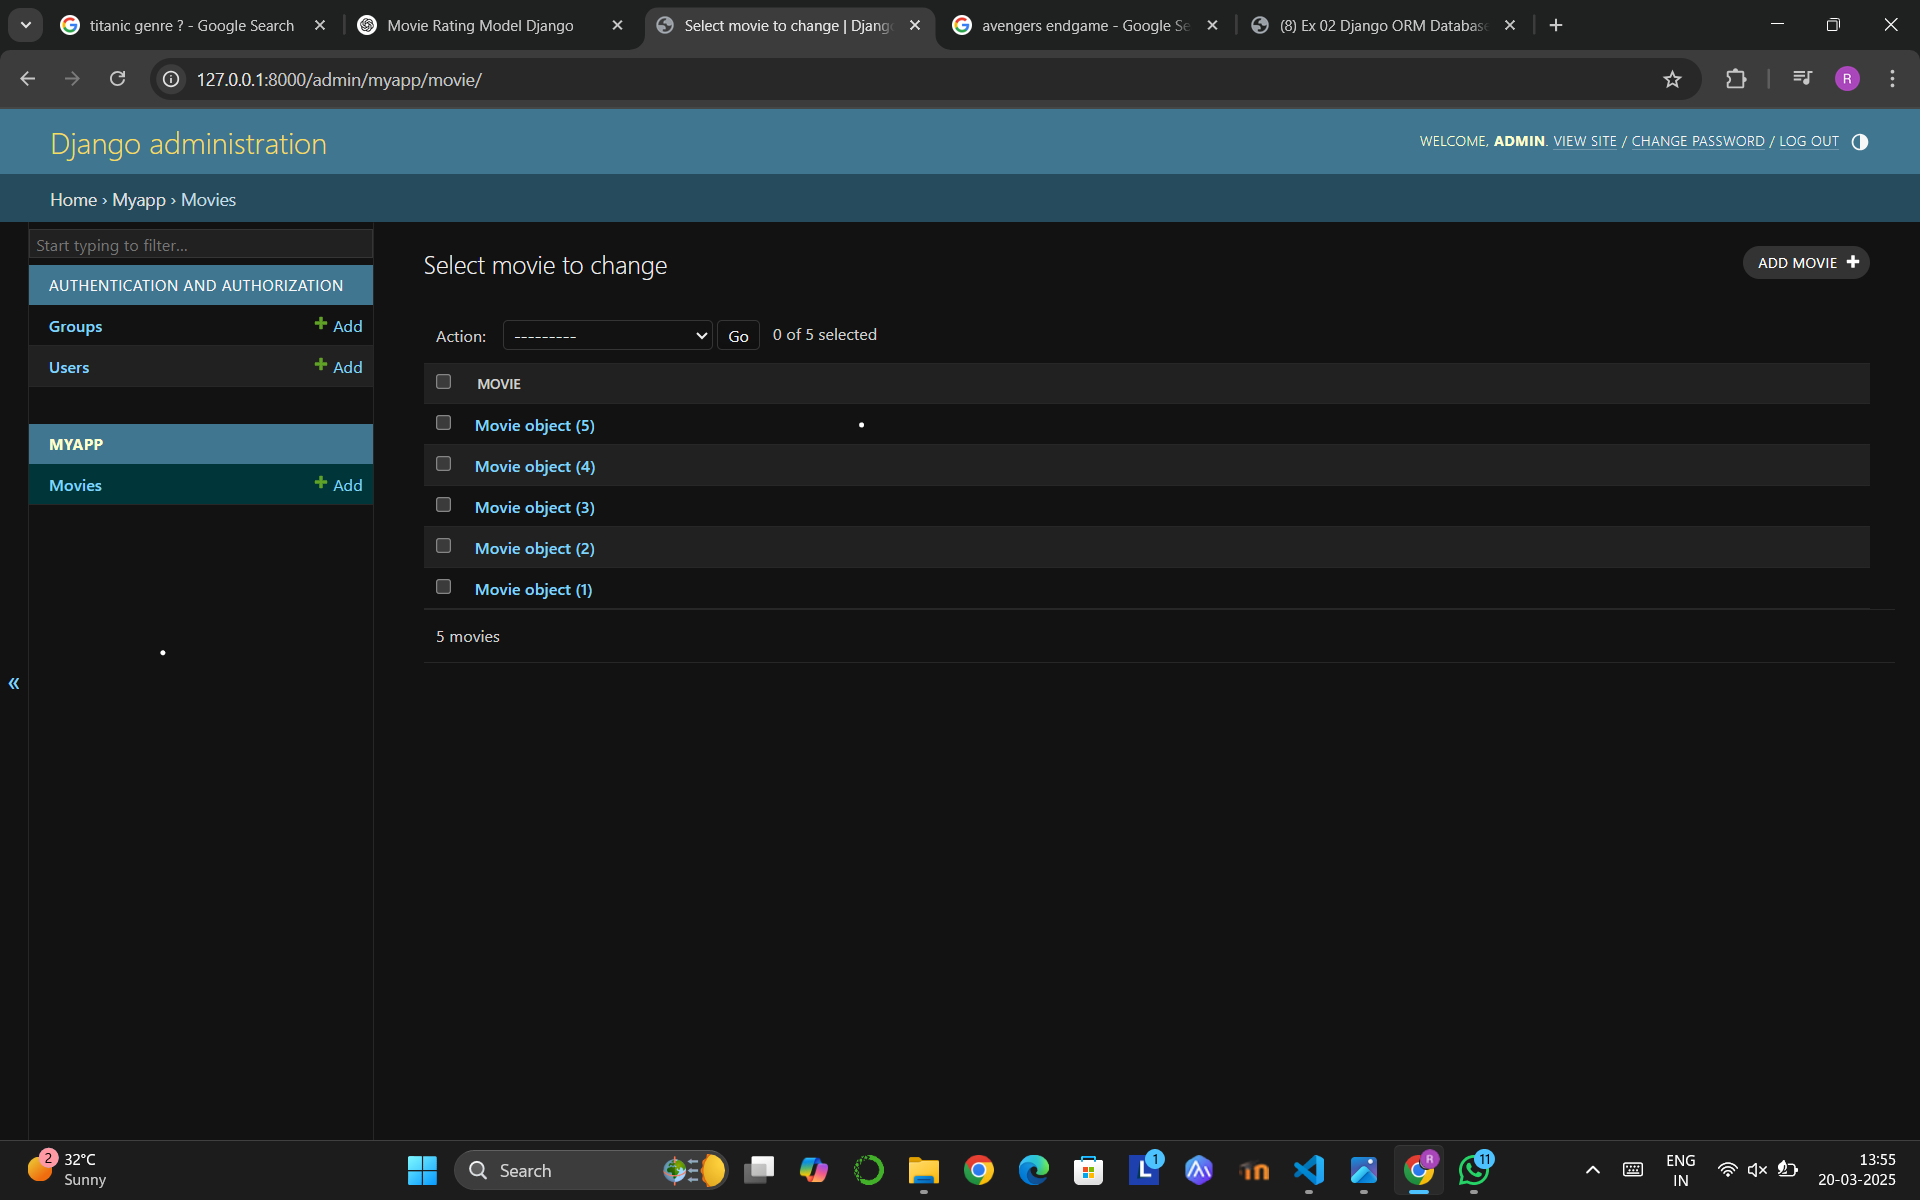 titanic genre ? - Google Search
Movie Rating Model Django
Select movie to change | Djang
avengers endgame - Google Se
(8) Ex 02 Django ORM Databas
127.0.0.1:8000/admin/myapp/movie/
R
Django administration
WELCOME, ADMIN. VIEW SITE / CHANGE PASSWORD / LOG OUT
Home › Myapp › Movies
Start typing to filter...
AUTHENTICATION AND AUTHORIZATION
Groups
Add
Users
Add
MYAPP
Movies
Add
«
Select movie to change
ADD MOVIE
Action:
---------
Go
0 of 5 selected
MOVIE
Movie object (5)
Movie object (4)
Movie object (3)
Movie object (2)
Movie object (1)
5 movies
2
32°C
Sunny
Search
L
1
R
11
ENG
IN
13:55
20-03-2025